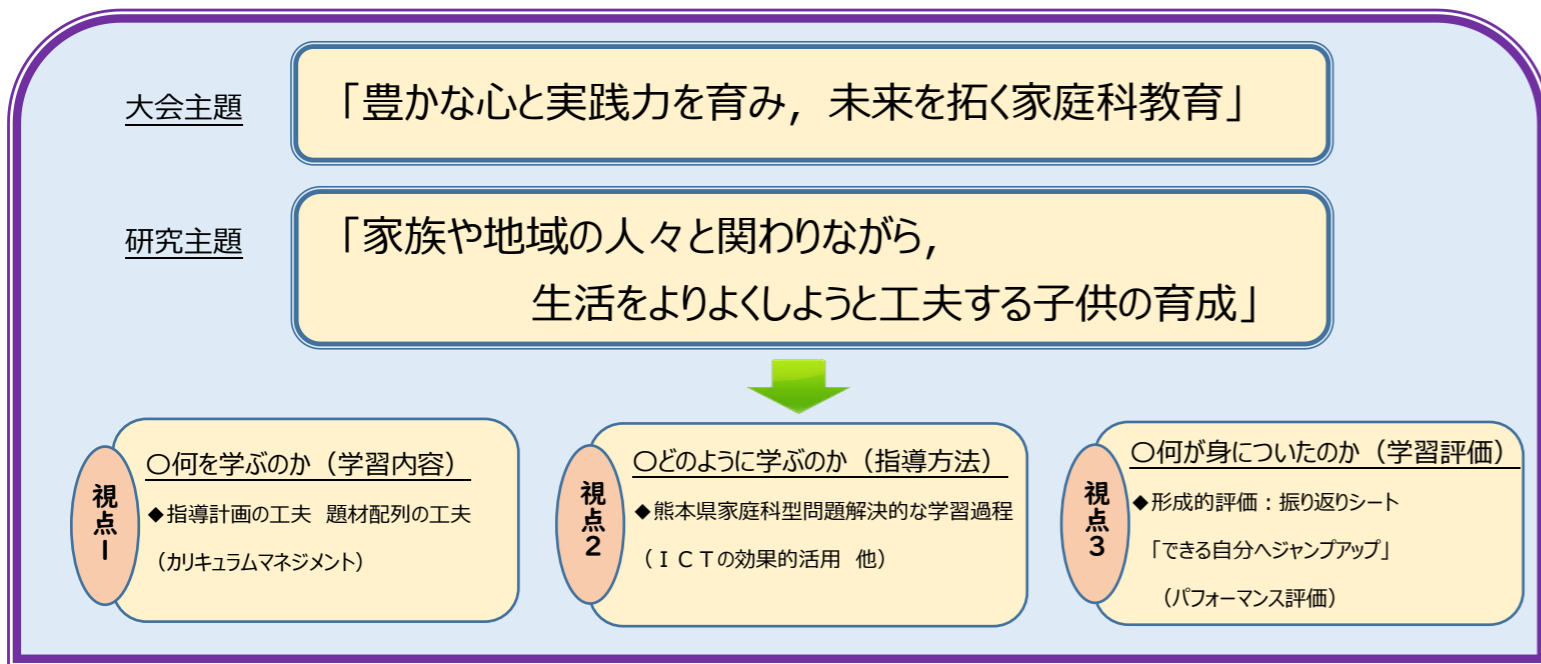 大会主題
「豊かな心と実践力を育み，未来を拓く家庭科教育」
研究主題
「家族や地域の人々と関わりながら，
生活をよりよくしようと工夫する子供の育成」
視点1
○何を学ぶのか（学習内容）
◆指導計画の工夫 題材配列の工夫
（カリキュラムマネジメント）
視点2
○どのように学ぶのか（指導方法）
◆熊本県家庭科型問題解決的な学習過程
（ＩＣＴの効果的活用 他）
視点3
○何が身についたのか（学習評価）
◆形成的評価：振り返りシート
「できる自分へジャンプアップ」
（パフォーマンス評価）